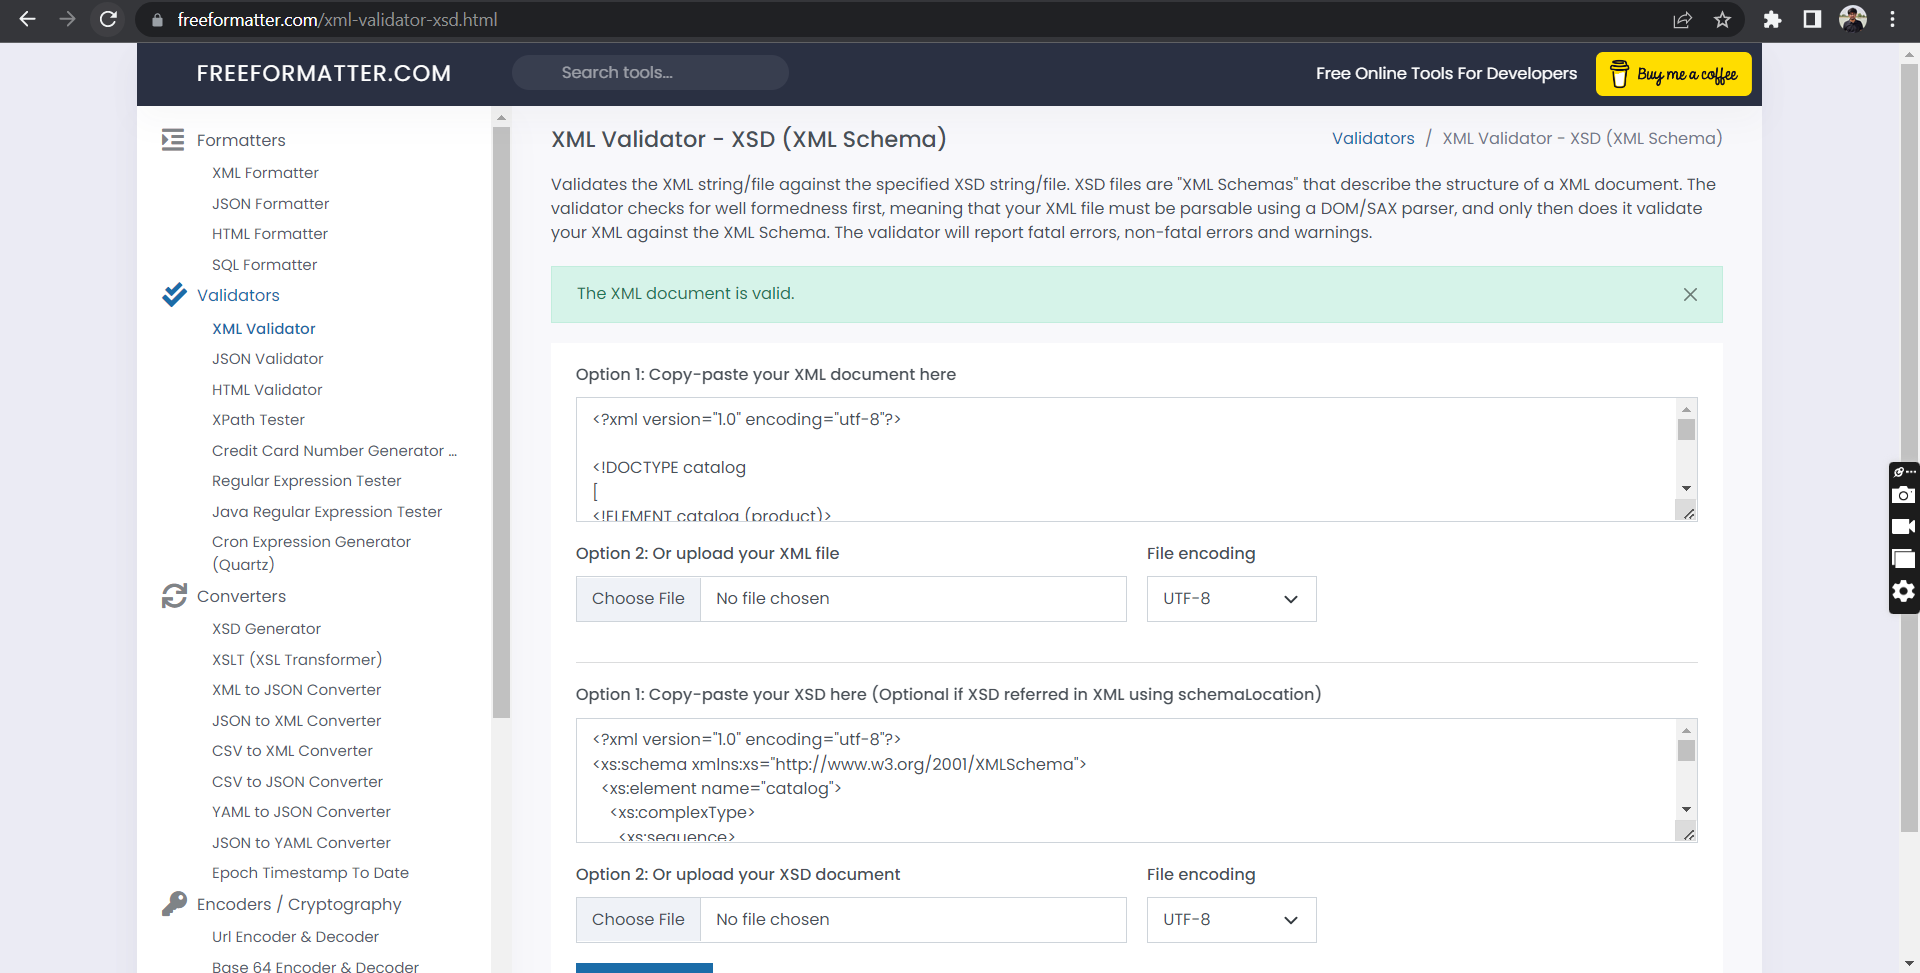 freeformatter.com/xml-validator-xsd.html
FREEFORMATTER.COM
Search tools...
Free Online Tools For Developers
Buy me a coffee
Formatters
XML Formatter
JSON Formatter
HTML Formatter
SQL Formatter
Validators
XML Validator
JSON Validator
HTML Validator
XPath Tester
Credit Card Number Generator ...
Regular Expression Tester
Java Regular Expression Tester
Cron Expression Generator
(Quartz)
Converters
XSD Generator
XSLT (XSL Transformer)
XML to JSON Converter
JSON to XML Converter
CSV to XML Converter
CSV to JSON Converter
YAML to JSON Converter
JSON to YAML Converter
Epoch Timestamp To Date
Encoders / Cryptography
Url Encoder & Decoder
Base 64 Encoder & Decoder
XML Validator - XSD (XML Schema)
Validators / XML Validator - XSD (XML Schema)
Validates the XML string/file against the specified XSD string/file. XSD files are "XML Schemas" that describe the structure of a XML document. The
validator checks for well formedness first, meaning that your XML file must be parsable using a DOM/SAX parser, and only then does it validate
your XML against the XML Schema. The validator will report fatal errors, non-fatal errors and warnings.
The XML document is valid.
Option 1: Copy-paste your XML document here
<?xml version="1.0" encoding="utf-8"?>
<!DOCTYPE catalog
[
<!ELEMENT catalog (product)>
Option 2: Or upload your XML file
File encoding
Choose File No file chosen
UTF-8
Option 1: Copy-paste your XSD here (Optional if XSD referred in XML using schemaLocation)
<?xml version="1.0" encoding="utf-8"?>
<xs:schema xmlns:xs="http://www.w3.org/2001/XMLSchema">
<xs:element name="catalog">
<xs:complexType>
<xs:sequence>
Option 2: Or upload your XSD document
File encoding
Choose File No file chosen
UTF-8